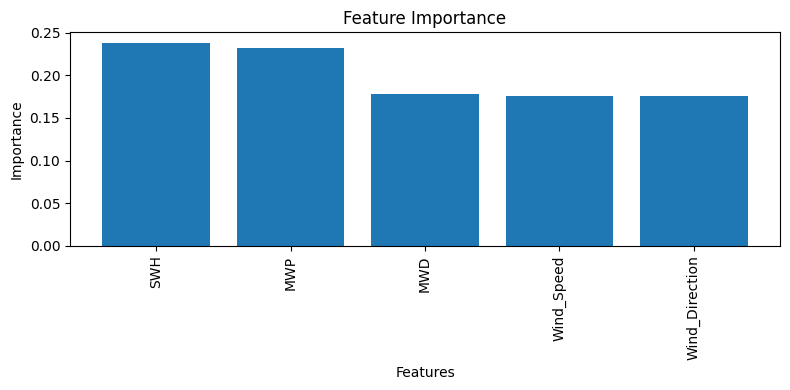 Feature Importance
Importance
0.25
0.20
0.15
0.10
0.05
0.00
SWH
MWP
MWD
Wind_Speed
Wind_Direction
Features